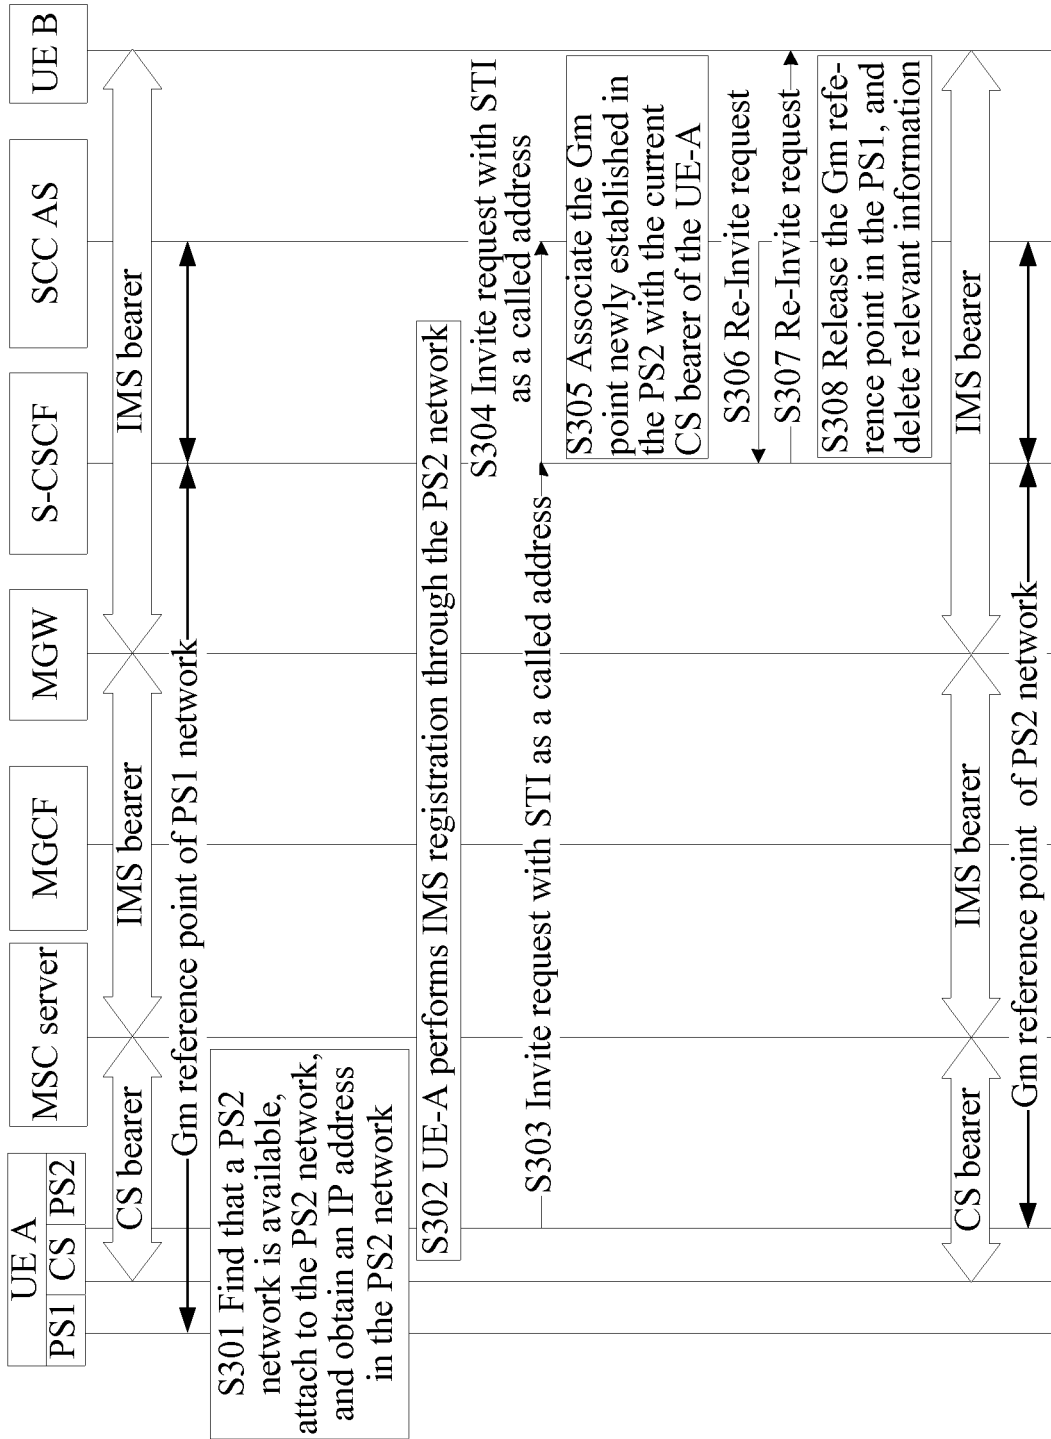 UE A
PS1
CS
PS2
MSC server
MGCF
MGW
S-CSCF
SCC AS
UE B
CS bearer
IMS bearer
IMS bearer
Gm reference point of PS1 network
S301 Find that a PS2
network is available,
attach to the PS2 network,
and obtain an IP address
in the PS2 network
S302 UE-A performs IMS registration through the PS2 network
S304 Invite request with STI
as a called address
S303 Invite request with STI as a called address
S305 Associate the Gm
point newly established in
the PS2 with the current
CS bearer of the UE-A
S306 Re-Invite request
S307 Re-Invite request
S308 Release the Gm refe-
rence point in the PS1, and
delete relevant information
CS bearer
IMS bearer
IMS bearer
Gm reference point of PS2 network